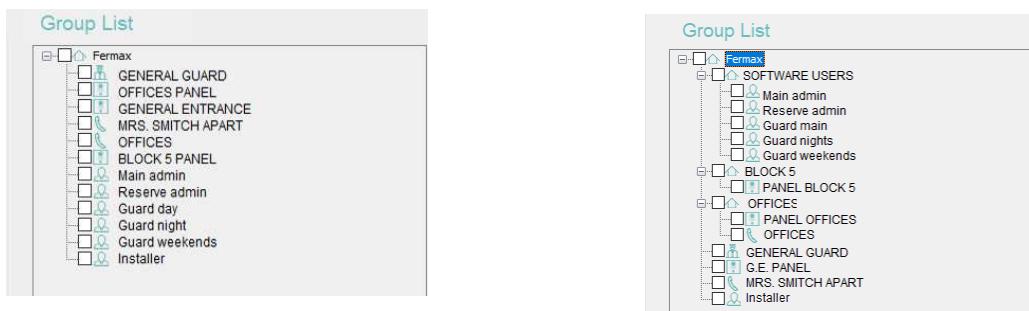 Group List
Fermax
GENERAL GUARD
OFFICES PANEL
GENERAL ENTRANCE
MRS. SMITCH APART
OFFICES
BLOCK 5 PANEL
Main admin
Reserve admin
Guard day
Guard night
Guard weekends
Installer
Group List
Fermax
SOFTWARE USERS
Main admin
Reserve admin
Guard main
Guard nights
Guard weekends
BLOCK 5
PANEL BLOCK 5
OFFICES
PANEL OFFICES
OFFICES
GENERAL GUARD
G.E. PANEL
MRS. SMITCH APART
Installer